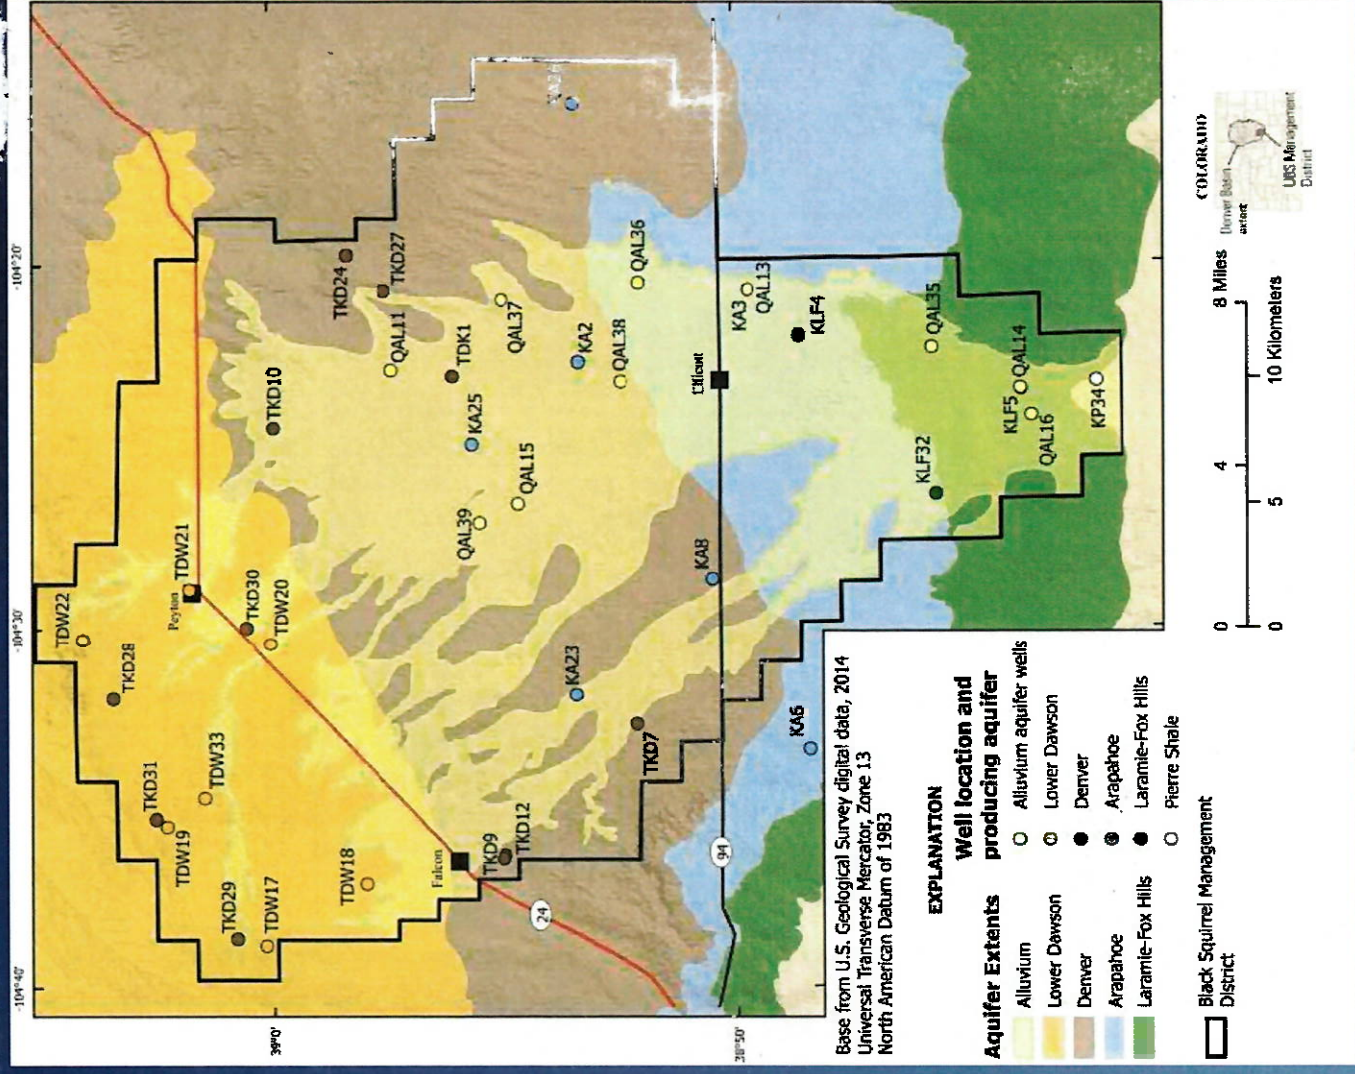 -104°40'
-104°30'
-104°20'
39°0'
38°50'
TDW22
TKD28
TDW21
Peyton
TKD30
TDW20
TKD31
TDW19
TDW33
TKD29
TDW17
TDW18
Falcon
TKD9
TKD12
TKD10
TKD24
TKD27
QAL11
TDK1
KA25
QAL37
QAL15
QAL39
KA2
QAL38
QAL36
KA23
TKD7
KA8
Ellicott
KA3
QAL13
KLF4
QAL35
KLF32
QAL14
KLF5
QAL16
KP34
KA6
24
94
Base from U.S. Geological Survey digital data, 2014
Universal Transverse Mercator, Zone 13
North American Datum of 1983
EXPLANATION
Aquifer Extents
Alluvium
Lower Dawson
Denver
Arapahoe
Laramie-Fox Hills
Well location and
producing aquifer
Alluvium aquifer wells
Lower Dawson
Denver
Arapahoe
Laramie-Fox Hills
Pierre Shale
Black Squirrel Management
District
0 4 8 Miles
0 5 10 Kilometers
COLORADO
Denver Basin
extent
UBS Management
District